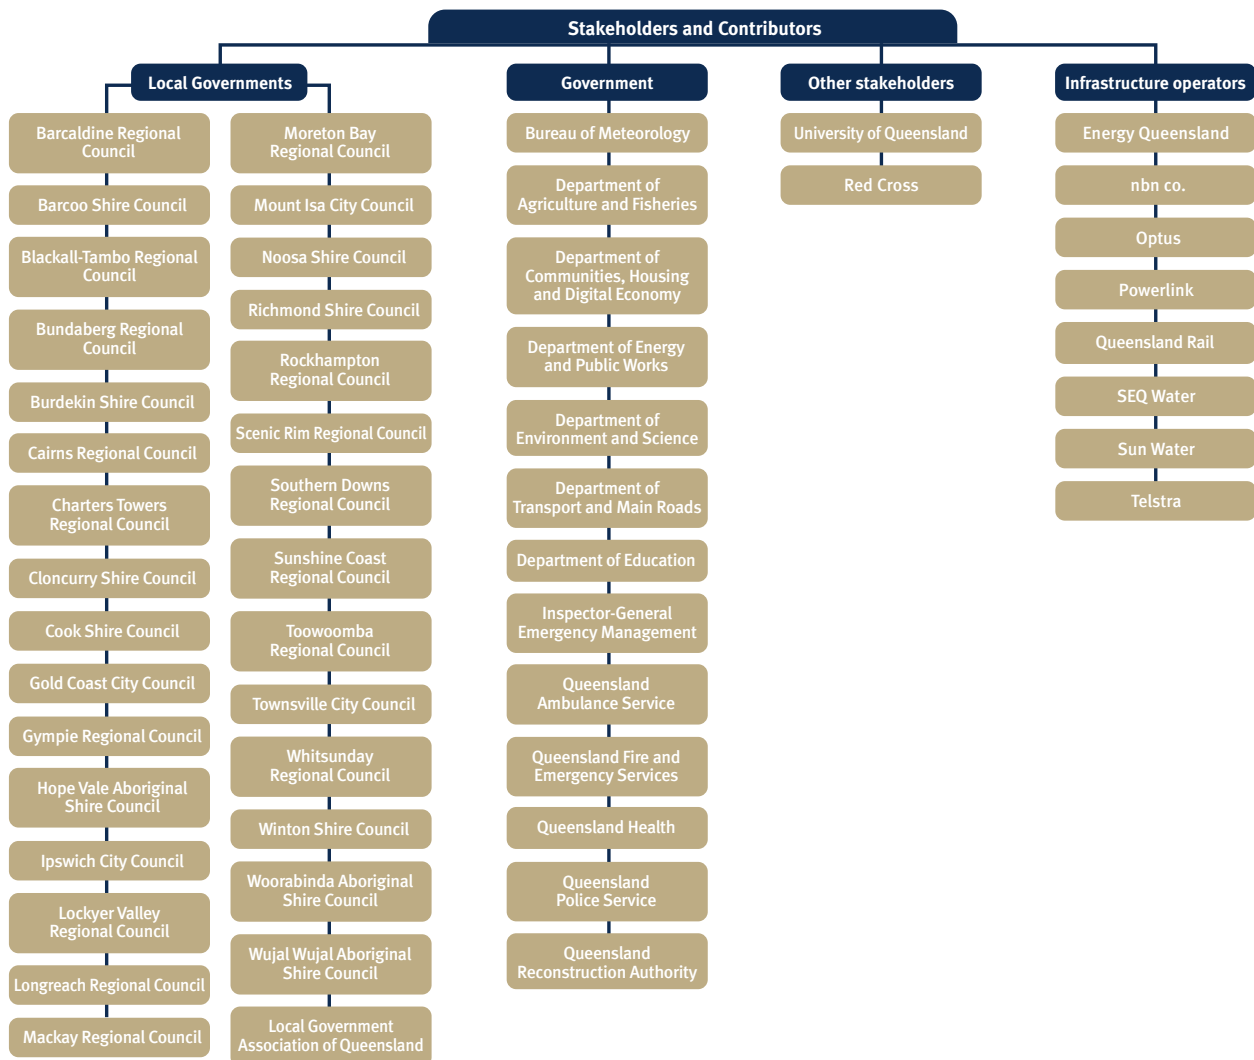 Stakeholders and Contributors
Local Governments
Barcaldine Regional
Council
Barcoo Shire Council
Blackall-Tambo Regional
Council
Bundaberg Regional
Council
Burdekin Shire Council
Cairns Regional Council
Charters Towers
Regional Council
Cloncurry Shire Council
Cook Shire Council
Gold Coast City Council
Gympie Regional Council
Hope Vale Aboriginal
Shire Council
Ipswich City Council
Lockyer Valley
Regional Council
Longreach Regional Council
Mackay Regional Council
Moreton Bay
Regional Council
Mount Isa City Council
Noosa Shire Council
Richmond Shire Council
Rockhampton
Regional Council
Scenic Rim Regional Council
Southern Downs
Regional Council
Sunshine Coast
Regional Council
Toowoomba
Regional Council
Townsville City Council
Whitsunday
Regional Council
Winton Shire Council
Woorabinda Aboriginal
Shire Council
Wujal Wujal Aboriginal
Shire Council
Local Government
Association of Queensland
Government
Bureau of Meteorology
Department of
Agriculture and Fisheries
Department of
Communities, Housing
and Digital Economy
Department of Energy
and Public Works
Department of
Environment and Science
Department of
Transport and Main Roads
Department of Education
Inspector-General
Emergency Management
Queensland
Ambulance Service
Queensland Fire and
Emergency Services
Queensland Health
Queensland
Police Service
Queensland
Reconstruction Authority
Other stakeholders
University of Queensland
Red Cross
Infrastructure operators
Energy Queensland
nbn co.
Optus
Powerlink
Queensland Rail
SEQ Water
Sun Water
Telstra